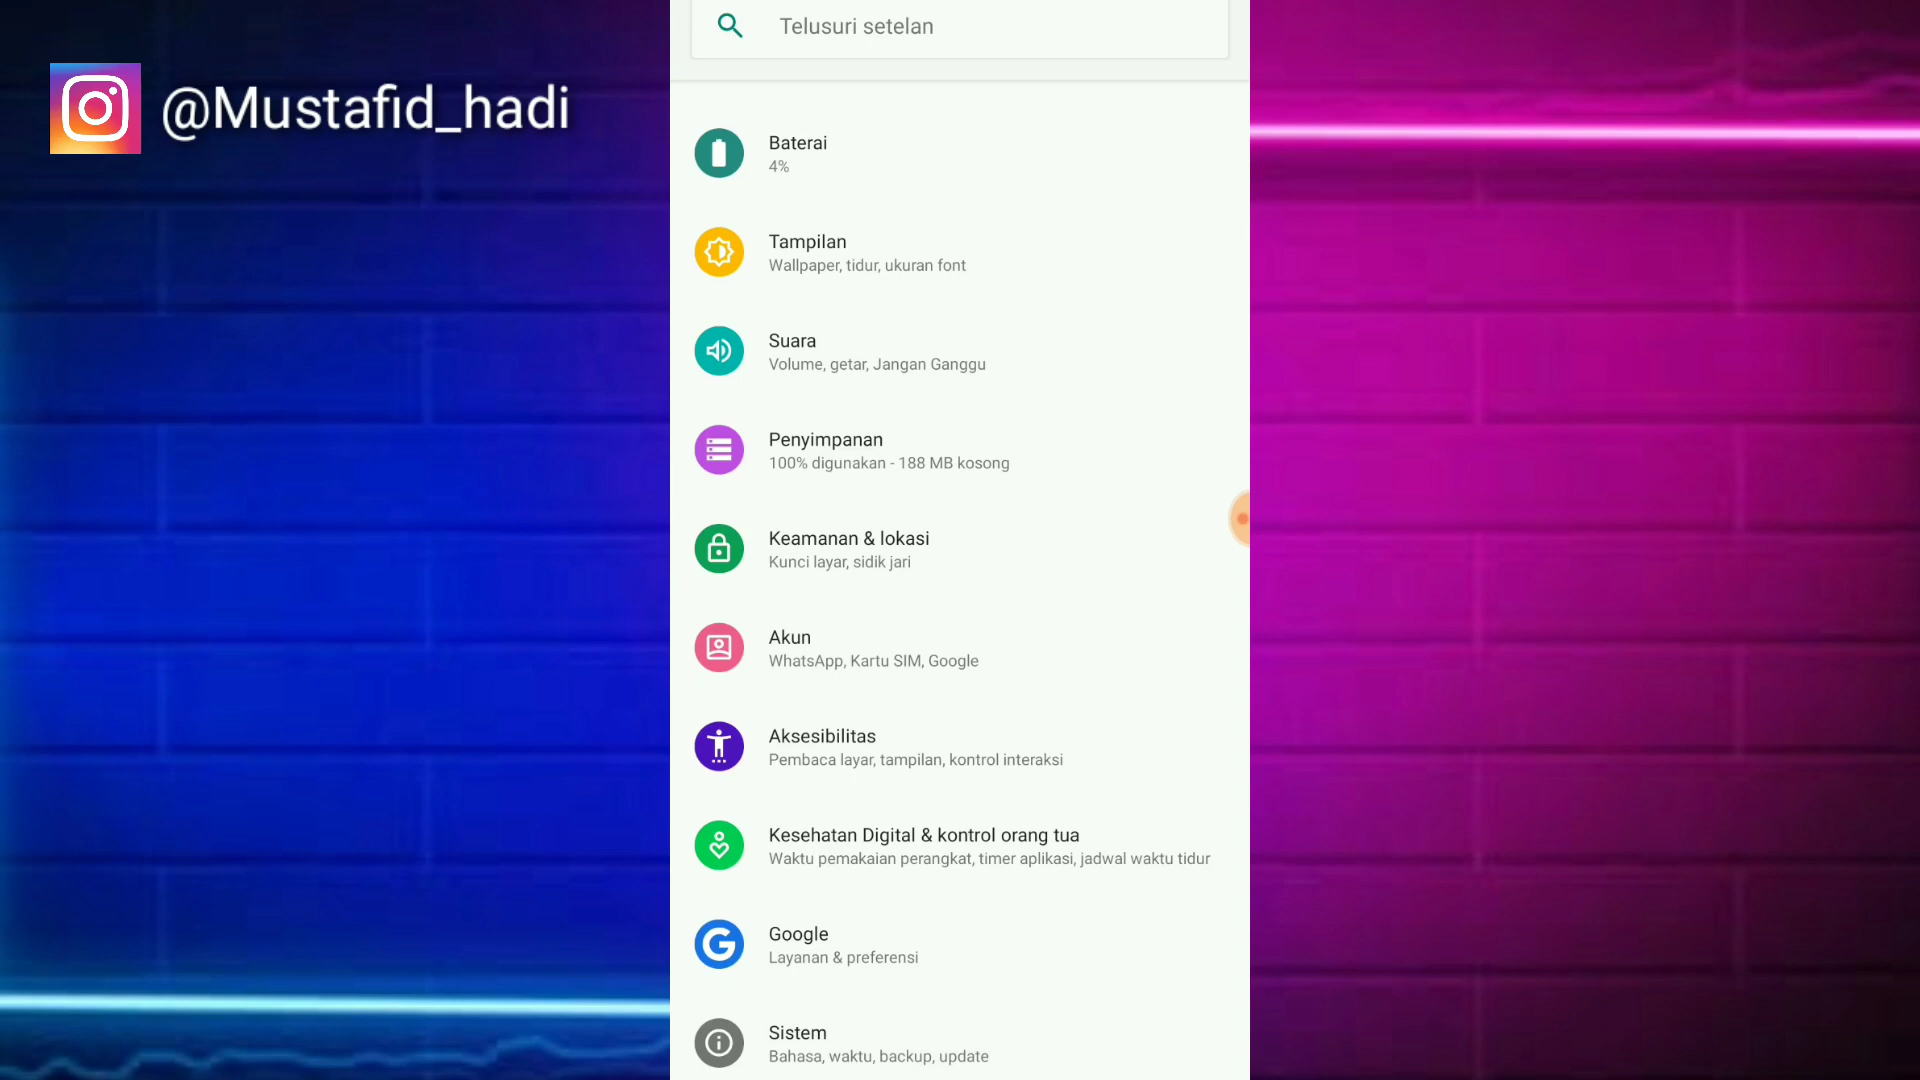 @Mustafid_hadi
Telusuri setelan
Baterai
4%
Tampilan
Wallpaper, tidur, ukuran font
Suara
Volume, getar, Jangan Ganggu
Penyimpanan
100% digunakan - 188 MB kosong
Keamanan & lokasi
Kunci layar, sidik jari
Akun
WhatsApp, Kartu SIM, Google
Aksesibilitas
Pembaca layar, tampilan, kontrol interaksi
Kesehatan Digital & kontrol orang tua
Waktu pemakaian perangkat, timer aplikasi, jadwal waktu tidur
Google
Layanan & preferensi
Sistem
Bahasa, waktu, backup, update